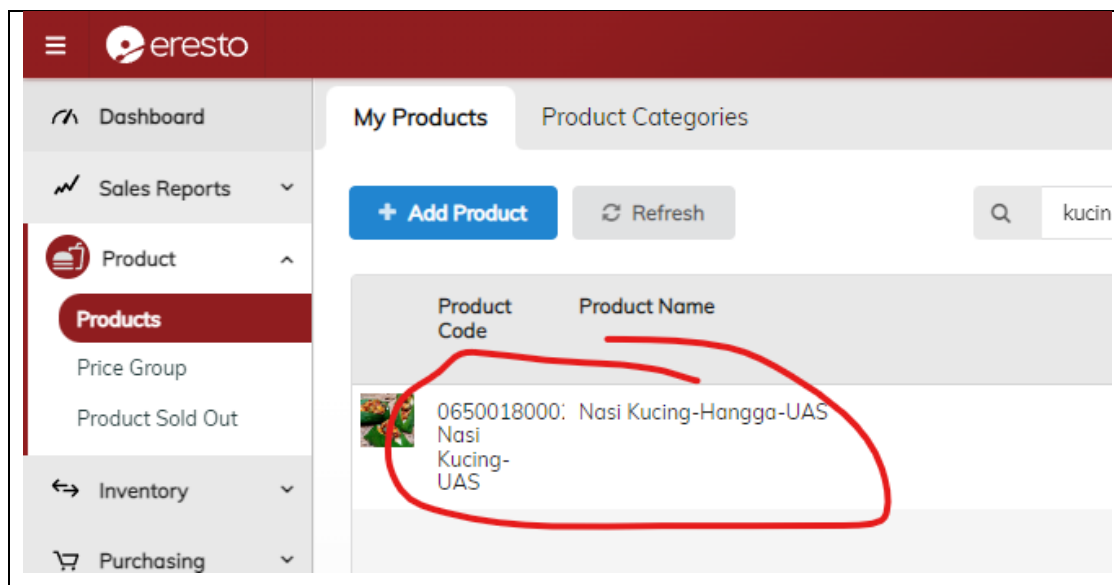 eresto
Dashboard
My Products
Product Categories
Sales Reports
+ Add Product
Refresh
kucin
Product
Product Code
Product Name
Products
Price Group
Product Sold Out
0650018000
Nasi Kucing-Hangga-UAS
Nasi
Kucing-
UAS
Inventory
Purchasing